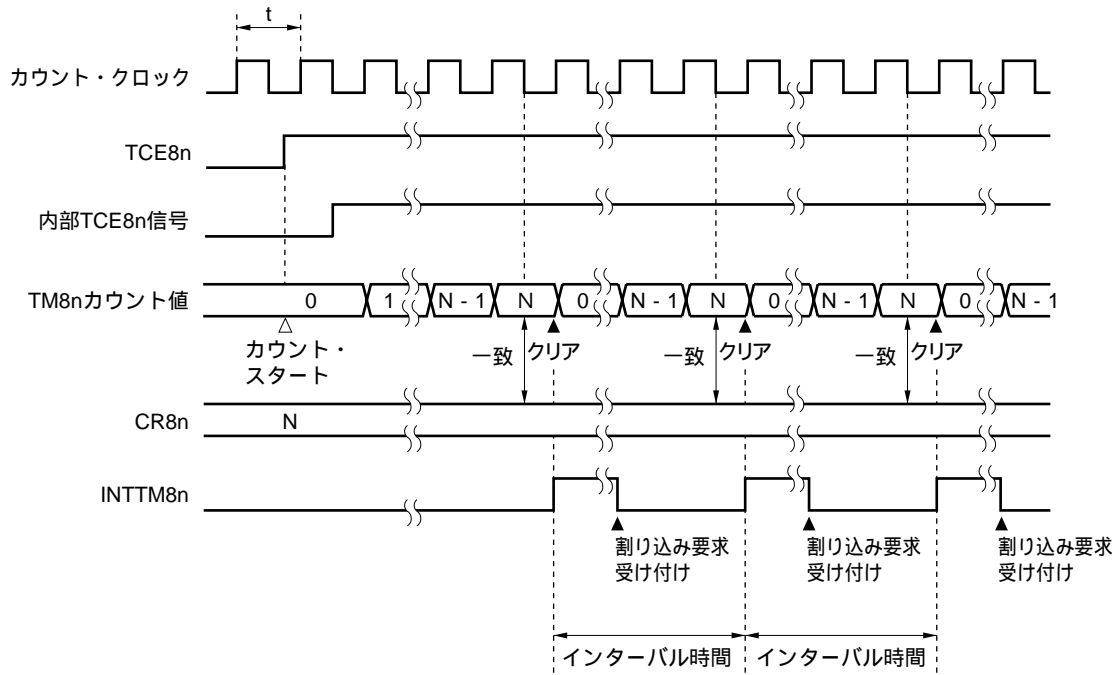 t
カウント・クロック
TCE8n
内部TCE8n信号
TM8nカウント値 0 1 N - 1 N 0 N - 1 N 0 N - 1 N 0 N - 1
カウント・
スタート
一致 クリア 一致 クリア 一致 クリア
CR8n N
INTTM8n
割り込み要求
受け付け
割り込み要求
受け付け
割り込み要求
受け付け
インターバル時間 インターバル時間